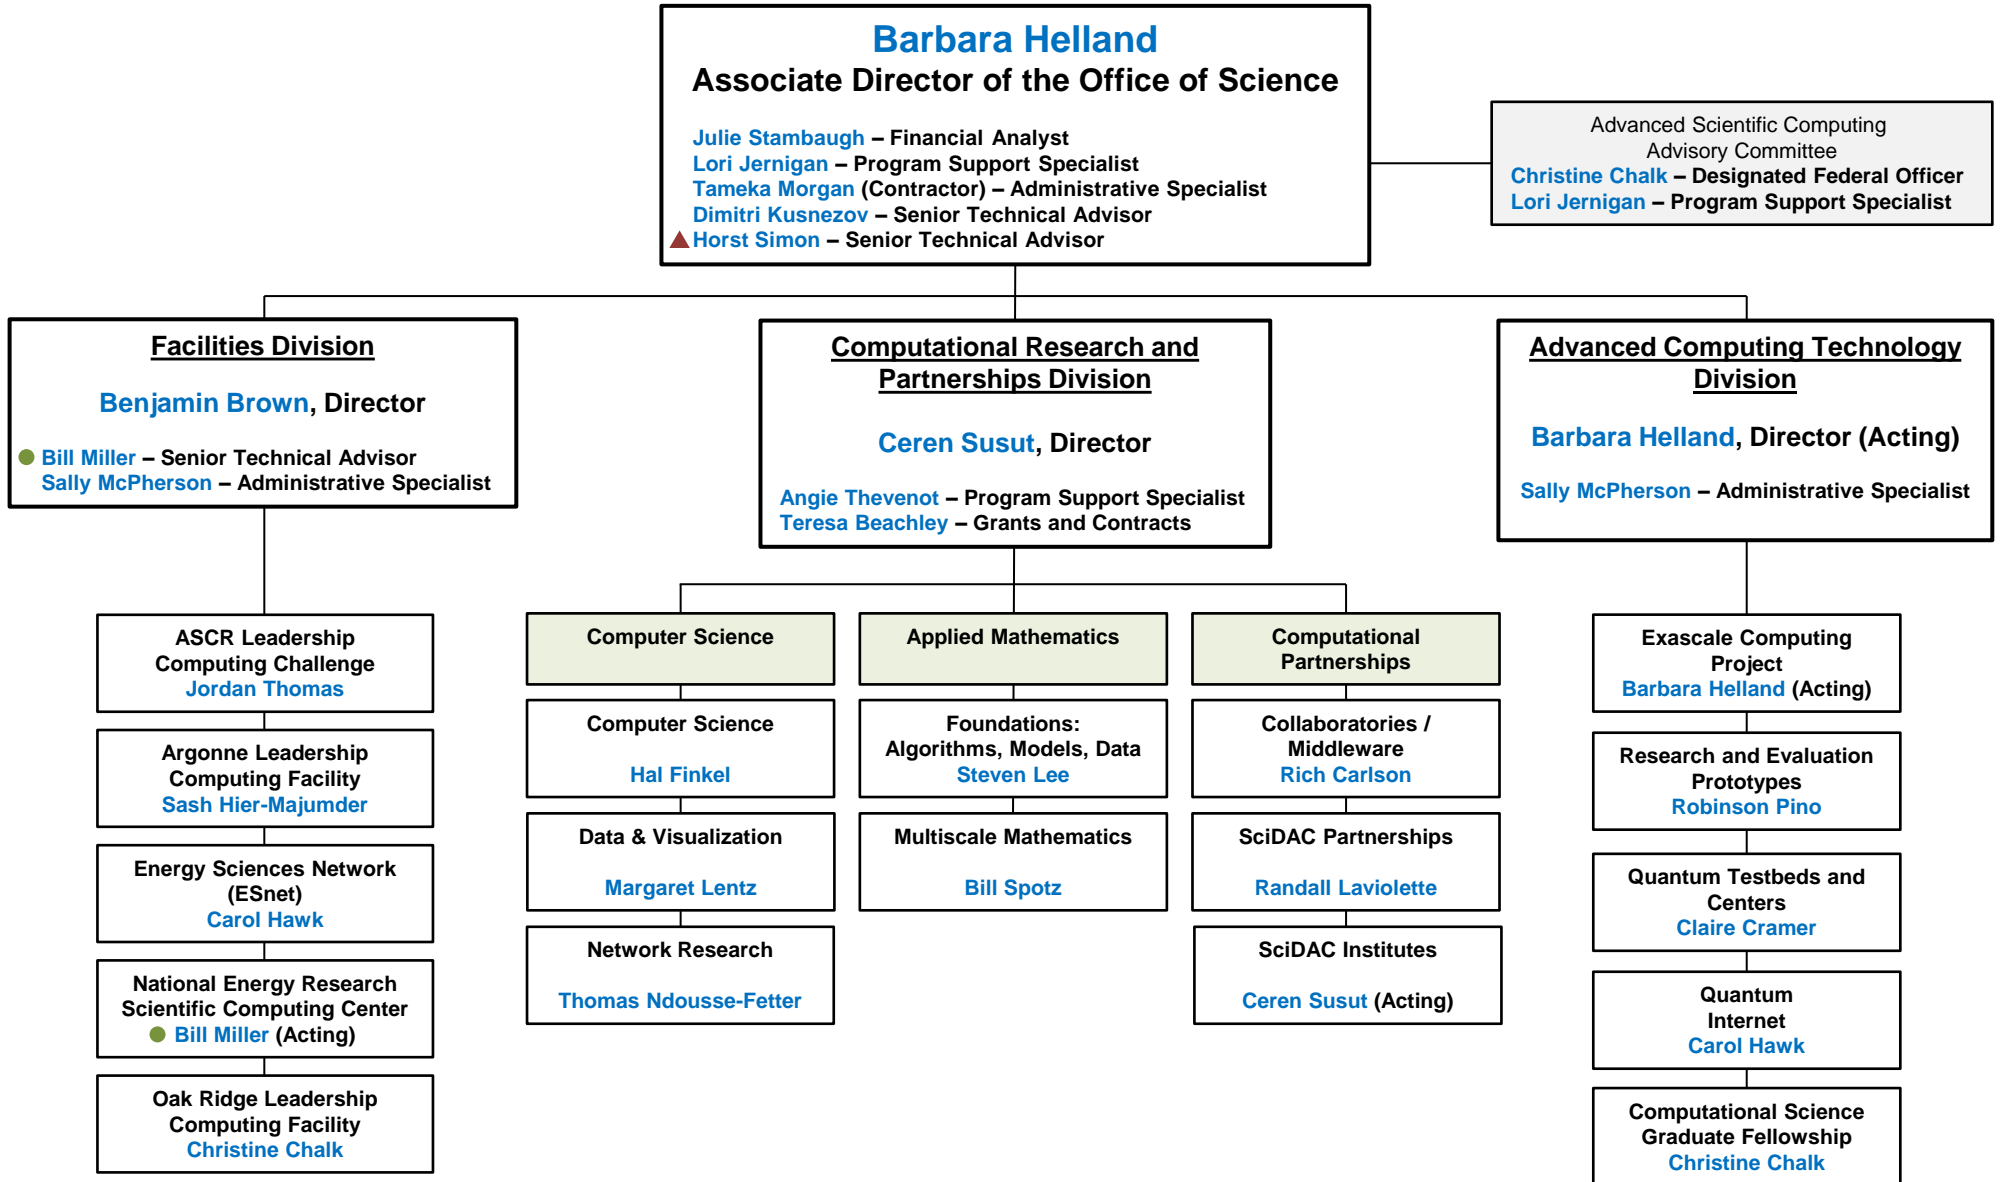 Barbara Helland
Associate Director of the Office of Science
Julie Stambaugh – Financial Analyst
Lori Jernigan – Program Support Specialist
Tameka Morgan (Contractor) – Administrative Specialist
Dimitri Kusnezov – Senior Technical Advisor
Horst Simon – Senior Technical Advisor
Advanced Scientific Computing
Advisory Committee
Christine Chalk – Designated Federal Officer
Lori Jernigan – Program Support Specialist
Facilities Division
Benjamin Brown, Director
Bill Miller – Senior Technical Advisor
Sally McPherson – Administrative Specialist
Computational Research and
Partnerships Division
Ceren Susut, Director
Angie Thevenot – Program Support Specialist
Teresa Beachley – Grants and Contracts
Advanced Computing Technology
Division
Barbara Helland, Director (Acting)
Sally McPherson – Administrative Specialist
ASCR Leadership
Computing Challenge
Jordan Thomas
Argonne Leadership
Computing Facility
Sash Hier-Majumder
Energy Sciences Network
(ESnet)
Carol Hawk
National Energy Research
Scientific Computing Center
Bill Miller (Acting)
Oak Ridge Leadership
Computing Facility
Christine Chalk
Computer Science
Computer Science
Hal Finkel
Data & Visualization
Margaret Lentz
Network Research
Thomas Ndousse-Fetter
Applied Mathematics
Foundations:
Algorithms, Models, Data
Steven Lee
Multiscale Mathematics
Bill Spotz
Computational
Partnerships
Collaboratories /
Middleware
Rich Carlson
SciDAC Partnerships
Randall Laviolette
SciDAC Institutes
Ceren Susut (Acting)
Exascale Computing
Project
Barbara Helland (Acting)
Research and Evaluation
Prototypes
Robinson Pino
Quantum Testbeds and
Centers
Claire Cramer
Quantum
Internet
Carol Hawk
Computational Science
Graduate Fellowship
Christine Chalk